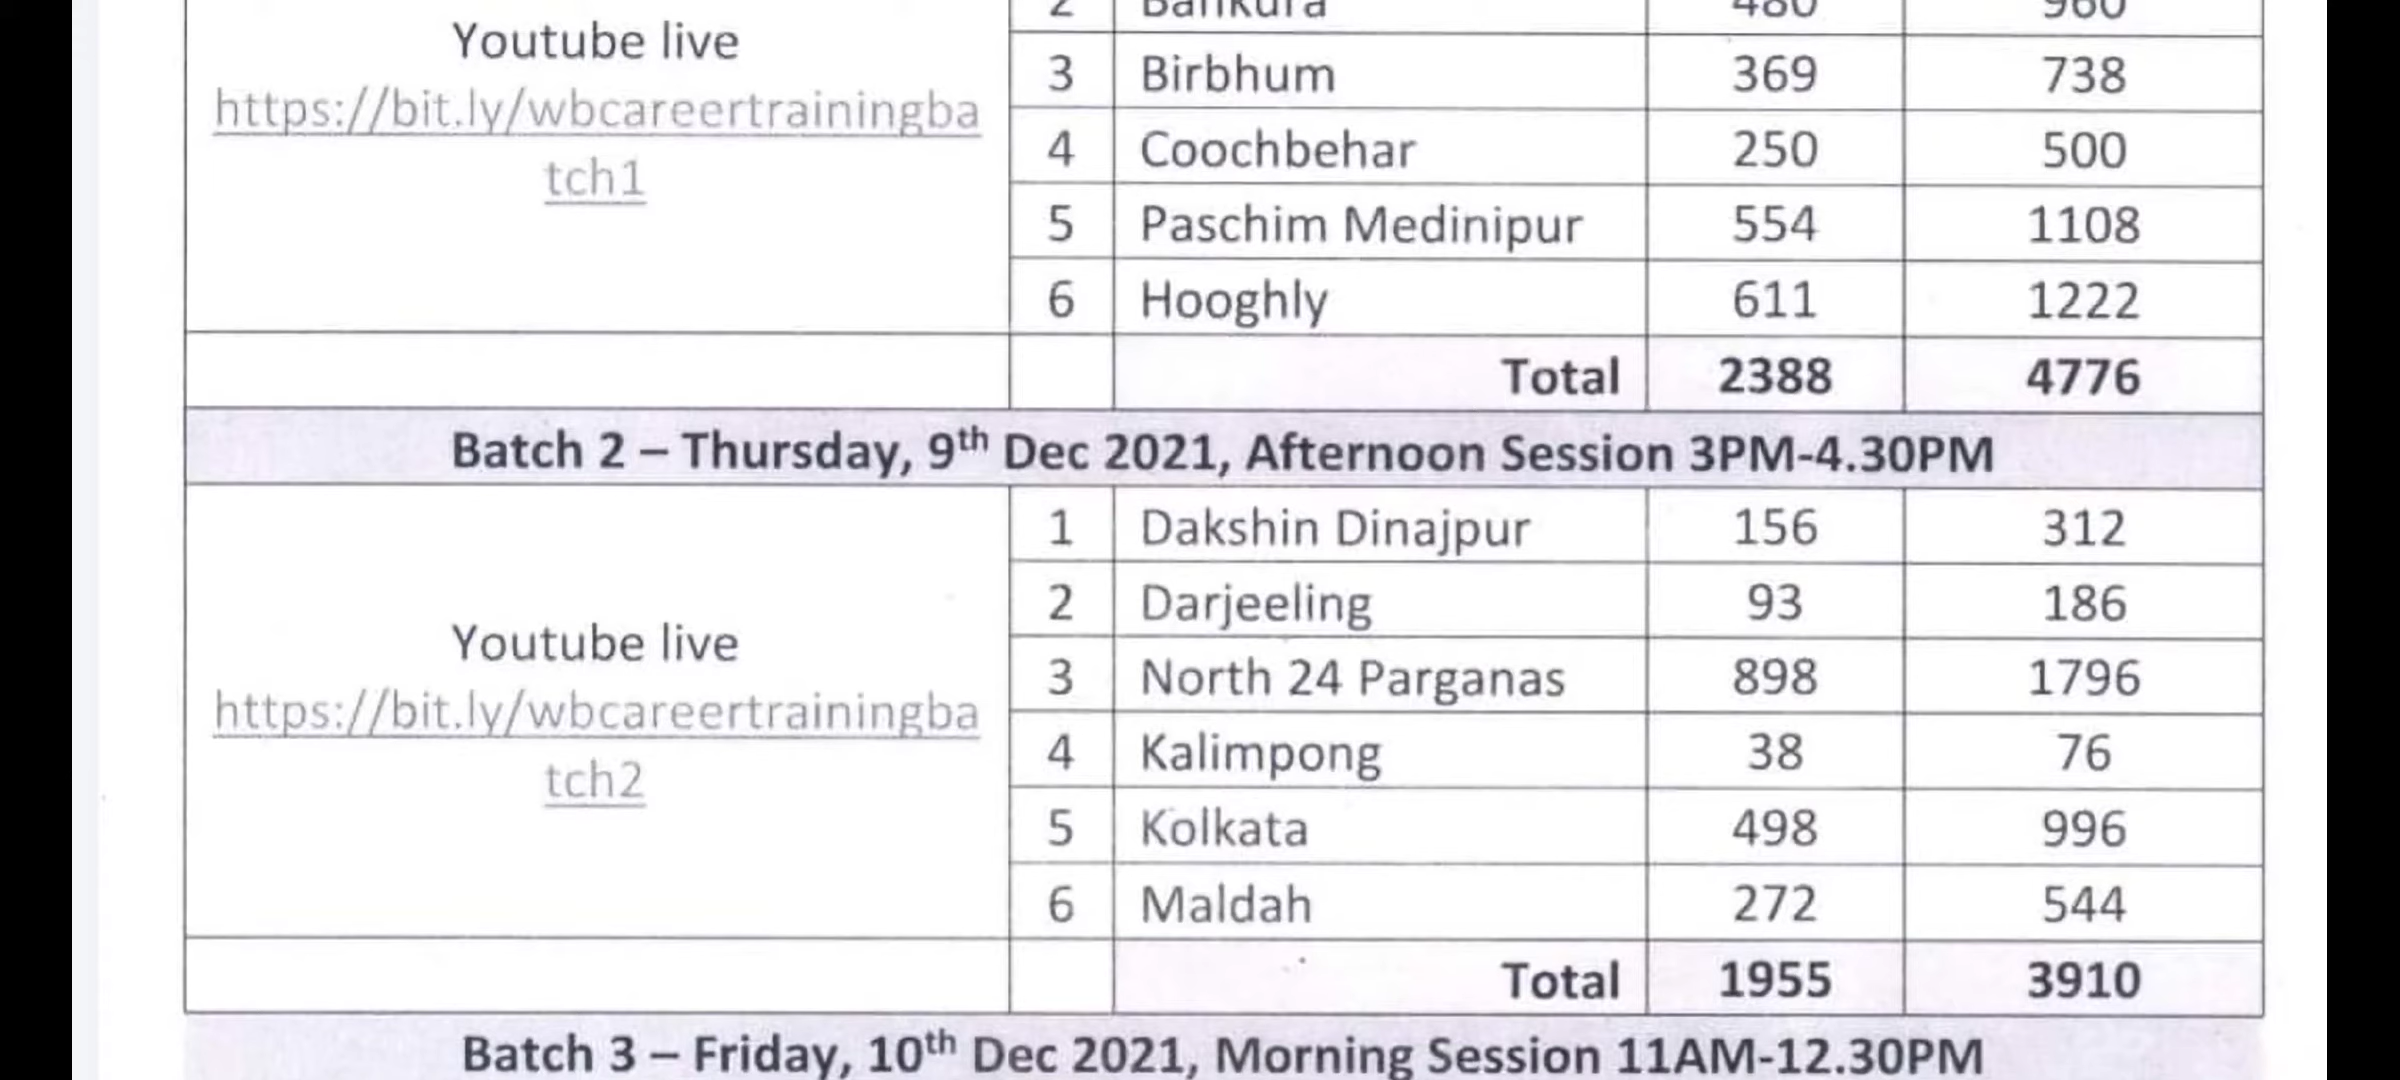 2 Bankura 480 960
Youtube live
https://bit.ly/wbcareertrainingba
tch1
3 Birbhum 369 738
4 Coochbehar 250 500
5 Paschim Medinipur 554 1108
6 Hooghly 611 1222
Total 2388 4776
Batch 2 – Thursday, 9th Dec 2021, Afternoon Session 3PM-4.30PM
Youtube live
https://bit.ly/wbcareertrainingba
tch2
1 Dakshin Dinajpur 156 312
2 Darjeeling 93 186
3 North 24 Parganas 898 1796
4 Kalimpong 38 76
5 Kolkata 498 996
6 Maldah 272 544
Total 1955 3910
Batch 3 – Friday, 10th Dec 2021, Morning Session 11AM-12.30PM